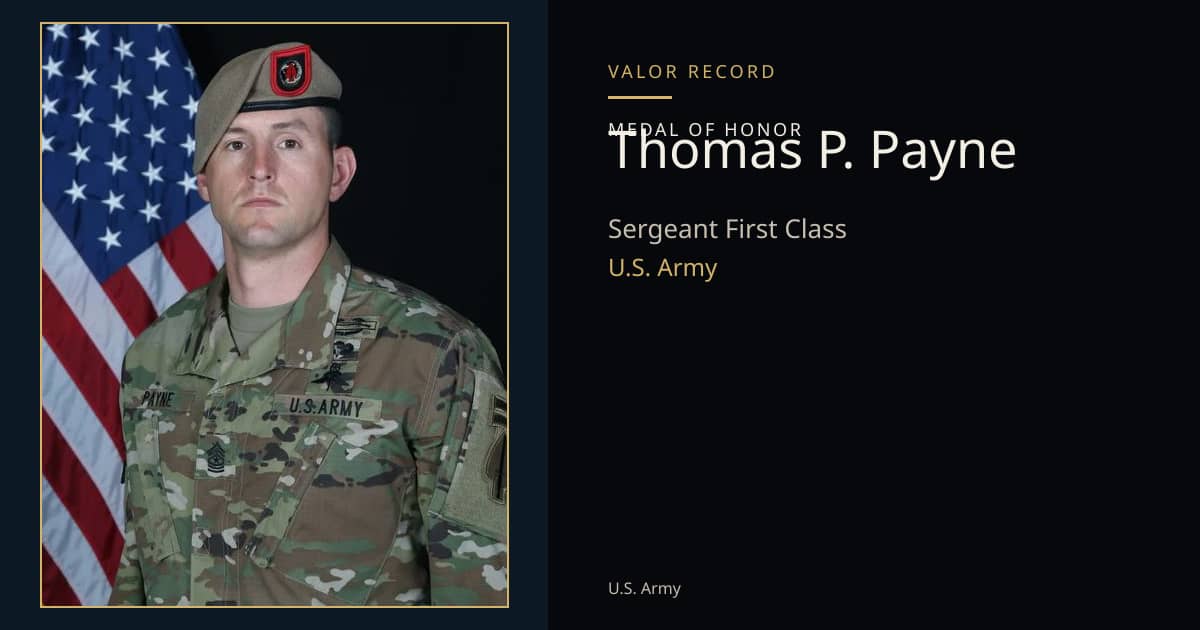 VALOR RECORD
MEDAL OF HONOR
Thomas P. Payne
Sergeant First Class
U.S. Army
U.S. Army
PAYNE
U.S. ARMY